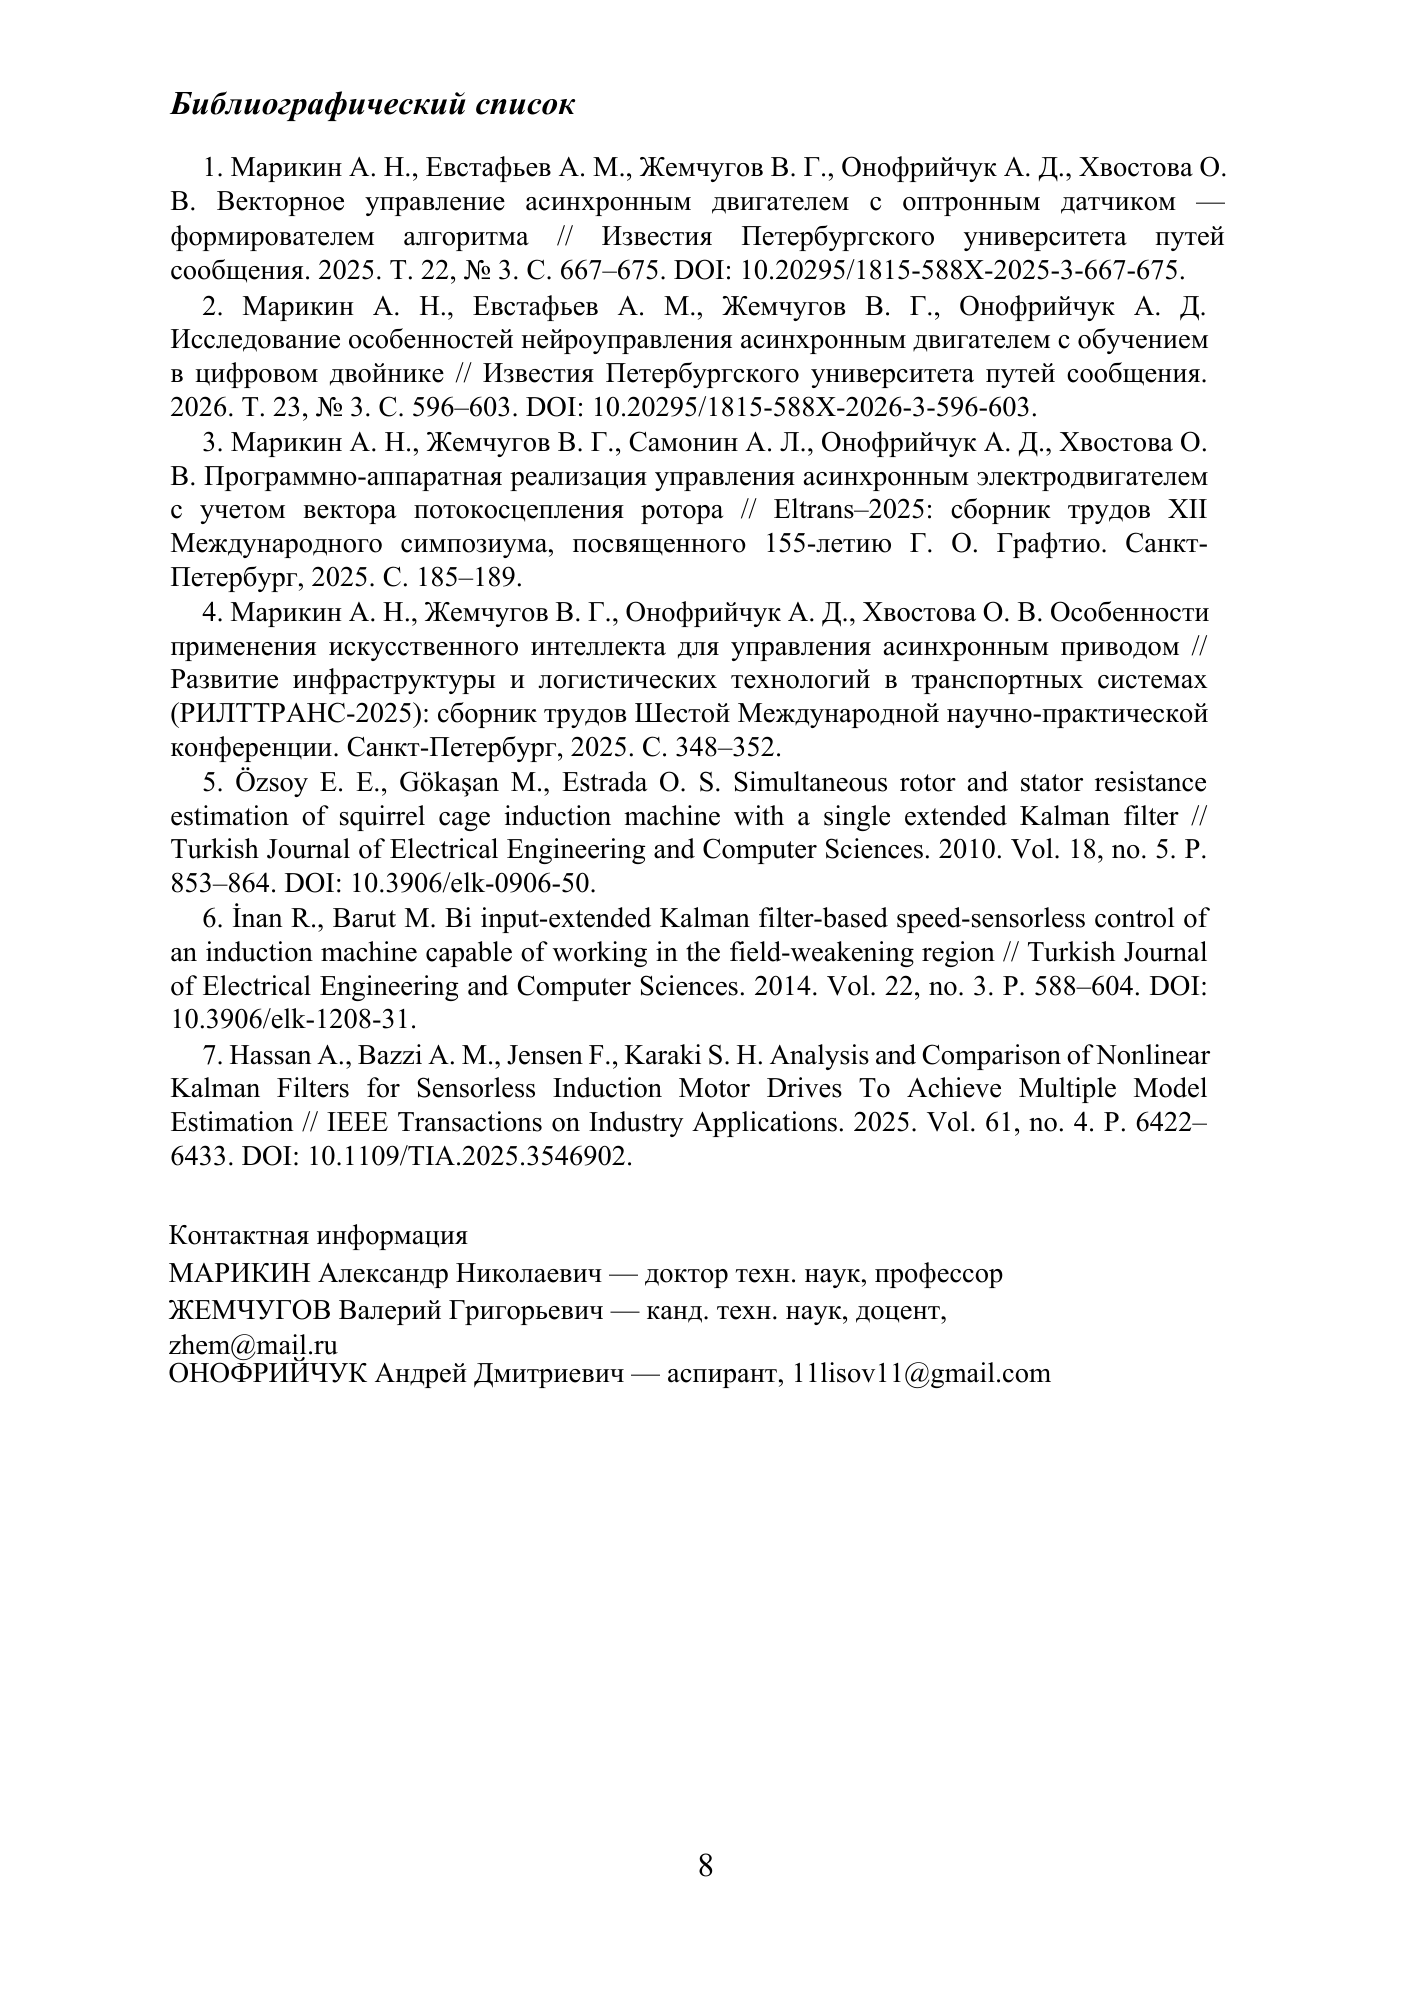 Библиографический список
1. Марикин А. Н., Евстафьев А. М., Жемчугов В. Г., Онофрийчук А. Д., Хвостова О.
В. Векторное управление асинхронным двигателем с оптронным датчиком —
формирователем алгоритма // Известия Петербургского университета путей
сообщения. 2025. Т. 22, № 3. С. 667–675. DOI: 10.20295/1815-588X-2025-3-667-675.
2. Марикин А. Н., Евстафьев А. М., Жемчугов В. Г., Онофрийчук А. Д.
Исследование особенностей нейроуправления асинхронным двигателем с обучением
в цифровом двойнике // Известия Петербургского университета путей сообщения.
2026. Т. 23, № 3. С. 596–603. DOI: 10.20295/1815-588X-2026-3-596-603.
3. Марикин А. Н., Жемчугов В. Г., Самонин А. Л., Онофрийчук А. Д., Хвостова О.
В. Программно-аппаратная реализация управления асинхронным электродвигателем
с учетом вектора потокосцепления ротора // Eltrans–2025: сборник трудов XII
Международного симпозиума, посвященного 155-летию Г. О. Графтио. Санкт-
Петербург, 2025. С. 185–189.
4. Марикин А. Н., Жемчугов В. Г., Онофрийчук А. Д., Хвостова О. В. Особенности
применения искусственного интеллекта для управления асинхронным приводом //
Развитие инфраструктуры и логистических технологий в транспортных системах
(РИЛТТРАНС-2025): сборник трудов Шестой Международной научно-практической
конференции. Санкт-Петербург, 2025. С. 348–352.
5. Özsoy E. E., Gökaşan M., Estrada O. S. Simultaneous rotor and stator resistance
estimation of squirrel cage induction machine with a single extended Kalman filter //
Turkish Journal of Electrical Engineering and Computer Sciences. 2010. Vol. 18, no. 5. P.
853–864. DOI: 10.3906/elk-0906-50.
6. İnan R., Barut M. Bi input-extended Kalman filter-based speed-sensorless control of
an induction machine capable of working in the field-weakening region // Turkish Journal
of Electrical Engineering and Computer Sciences. 2014. Vol. 22, no. 3. P. 588–604. DOI:
10.3906/elk-1208-31.
7. Hassan A., Bazzi A. M., Jensen F., Karaki S. H. Analysis and Comparison of Nonlinear
Kalman Filters for Sensorless Induction Motor Drives To Achieve Multiple Model
Estimation // IEEE Transactions on Industry Applications. 2025. Vol. 61, no. 4. P. 6422–
6433. DOI: 10.1109/TIA.2025.3546902.
Контактная информация
МАРИКИН Александр Николаевич — доктор техн. наук, профессор
ЖЕМЧУГОВ Валерий Григорьевич — канд. техн. наук, доцент,
zhem@mail.ru
ОНОФРИЙЧУК Андрей Дмитриевич — аспирант, 11lisov11@gmail.com
8